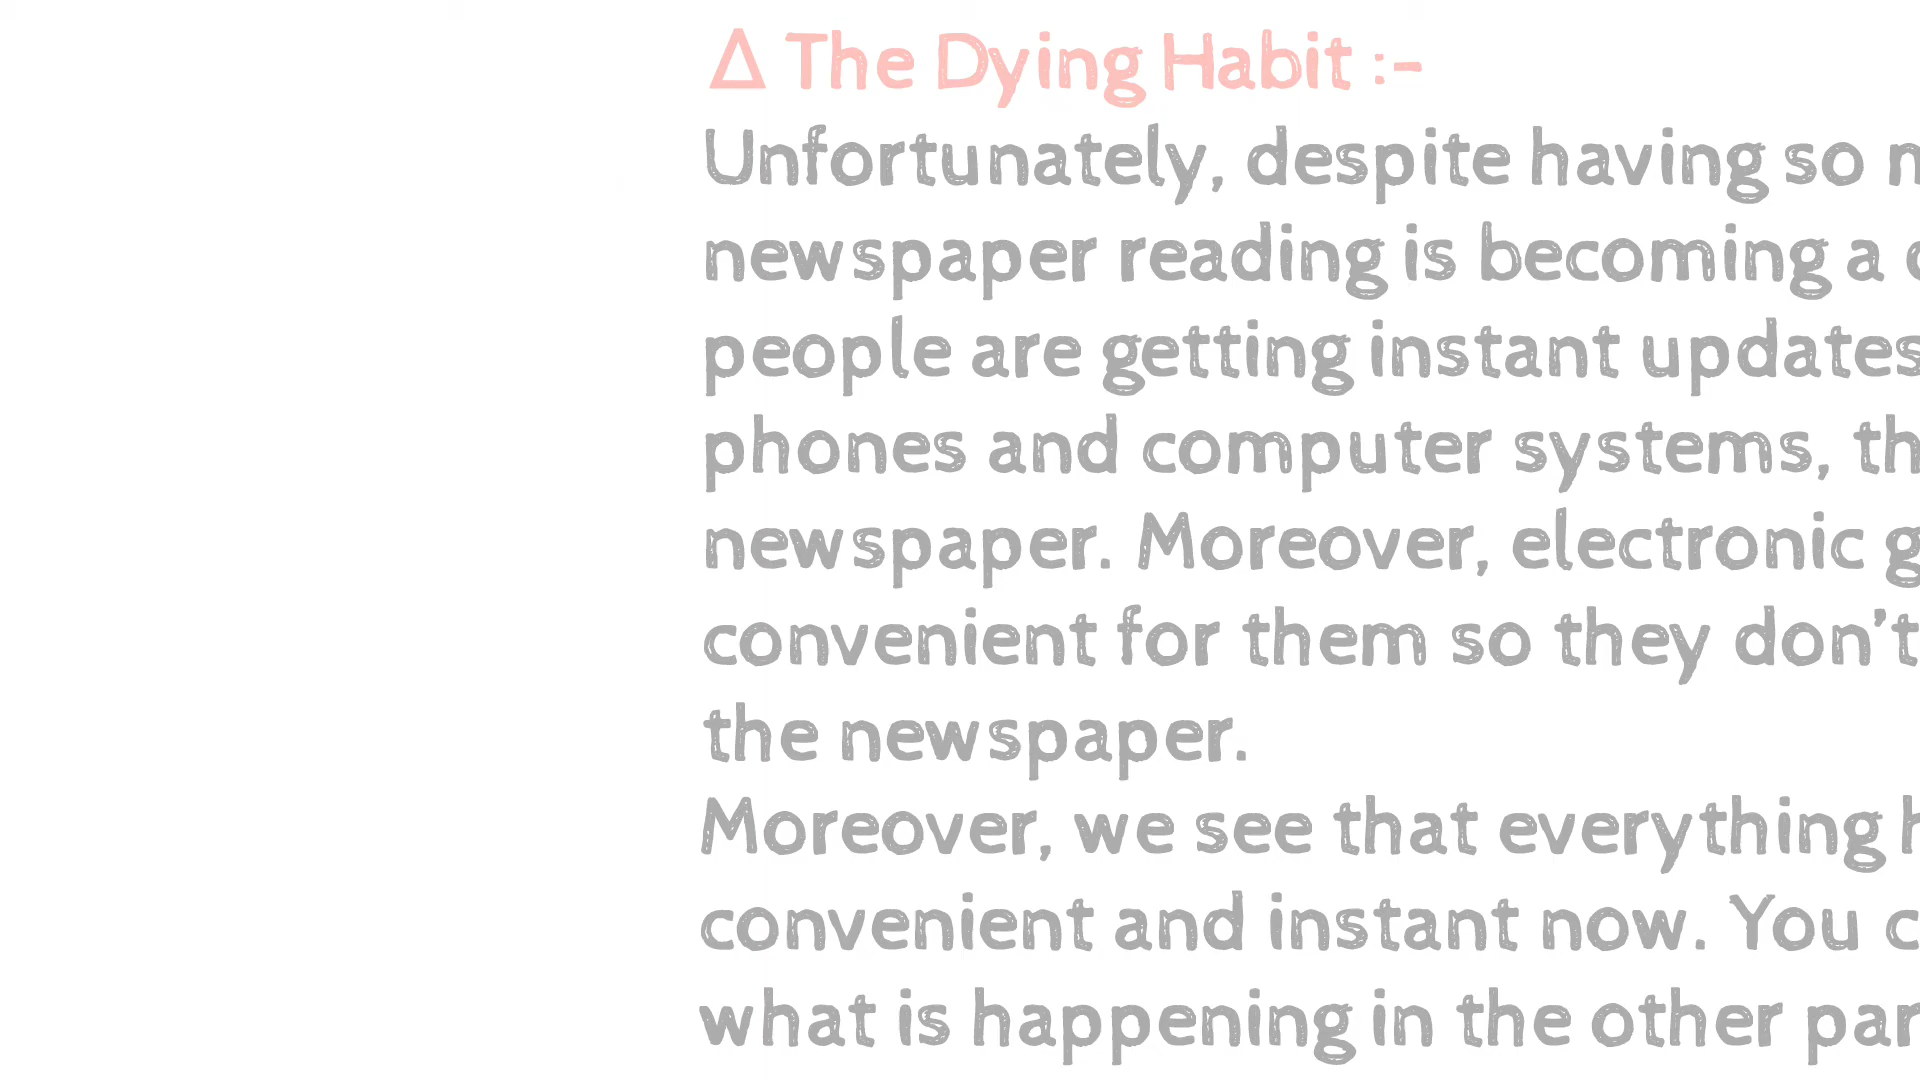 Δ The Dying Habit :-
Unfortunately, despite having so
newspaper reading is becoming a
people are getting instant updates
phones and computer systems,
newspaper. Moreover, electronic
convenient for them so they don't
the newspaper.
Moreover, we see that everything
convenient and instant now. You
what is happening in the other